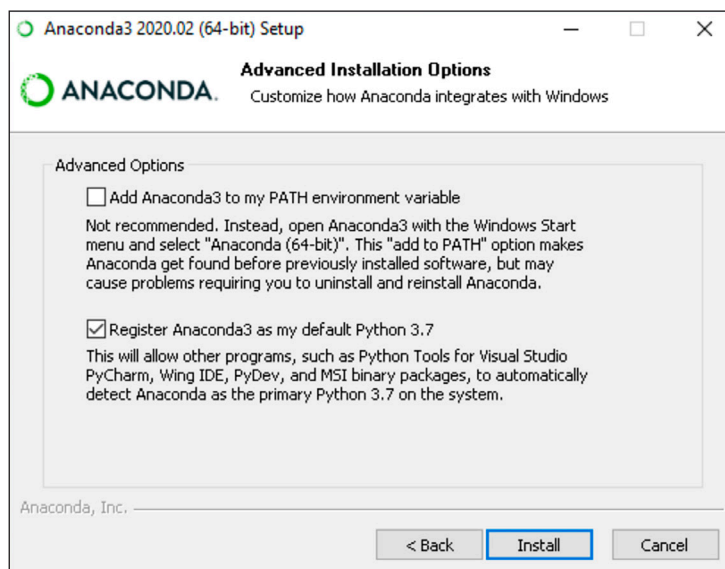 Anaconda3 2020.02 (64-bit) Setup
ANACONDA.
Advanced Installation Options
Customize how Anaconda integrates with Windows
Advanced Options
Add Anaconda3 to my PATH environment variable
Not recommended. Instead, open Anaconda3 with the Windows Start
menu and select "Anaconda (64-bit)". This "add to PATH" option makes
Anaconda get found before previously installed software, but may
cause problems requiring you to uninstall and reinstall Anaconda.
Register Anaconda3 as my default Python 3.7
This will allow other programs, such as Python Tools for Visual Studio
PyCharm, Wing IDE, PyDev, and MSI binary packages, to automatically
detect Anaconda as the primary Python 3.7 on the system.
Anaconda, Inc.
< Back
Install
Cancel